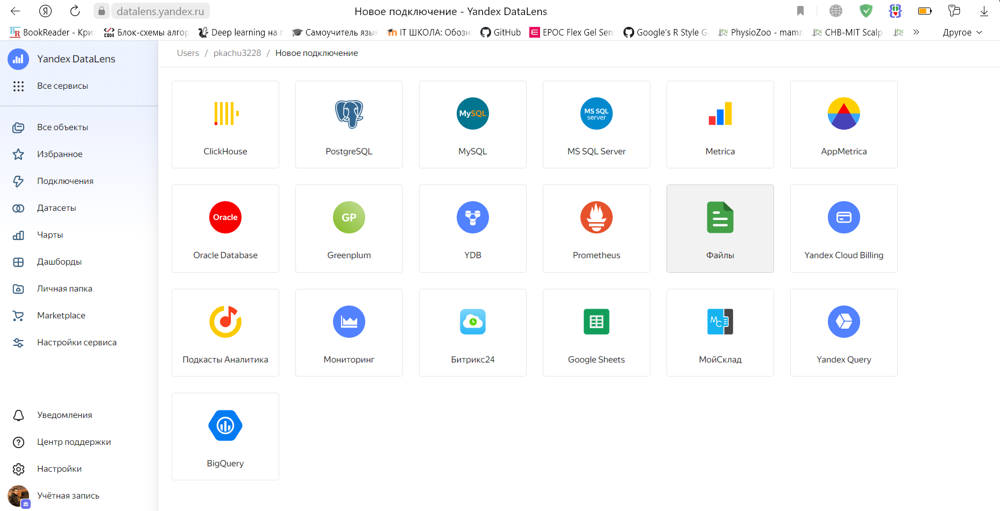 datalens.yandex.ru
Новое подключение - Yandex DataLens
BookReader - Кри
Блок-схемы алгор
Deep learning на
Самоучитель язык
IT ШКОЛА: Обозн
GitHub
EPOC Flex Gel Sen
Google's R Style G
PhysioZoo - mam
CHB-MIT Scalp
Другое
Yandex DataLens
Все сервисы
Все объекты
Избранное
Подключения
Датасеты
Чарты
Дашборды
Личная папка
Marketplace
Настройки сервиса
Уведомления
Центр поддержки
Настройки
Учётная запись
Users / pkachu3228 / Новое подключение
ClickHouse
PostgreSQL
MySQL
MySQL
MS SQL
server
MS SQL Server
Metrica
AppMetrica
Oracle
Oracle Database
GP
Greenplum
YDB
Prometheus
Файлы
Yandex Cloud Billing
Подкасты Аналитика
Мониторинг
Битрикс24
Google Sheets
МС
МойСклад
Yandex Query
BigQuery